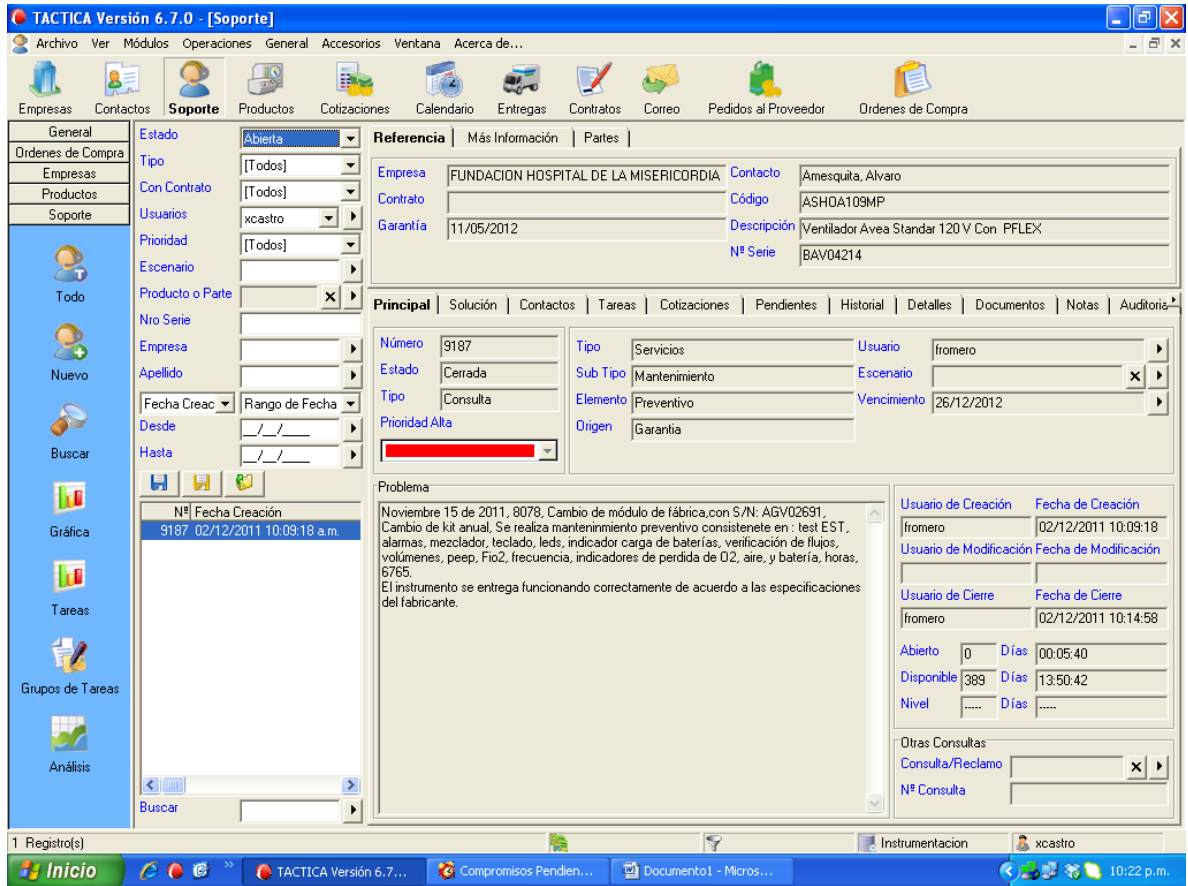 TACTICA Versión 6.7.0 - [Soporte]
Archivo Ver Módulos Operaciones General Accesorios Ventana Acerca de...
Empresas Contactos Soporte Productos Cotizaciones Calendario Entregas Contratos Correo Pedidos al Proveedor Ordenes de Compra
General
Ordenes de Compra
Empresas
Productos
Soporte
Todo
Nuevo
Buscar
Gráfica
Tareas
Grupos de Tareas
Análisis
Estado Abierta
Tipo [Todos]
Con Contrato [Todos]
Usuarios xcastro
Prioridad [Todos]
Escenario
Producto o Parte
Nro Serie
Empresa
Apellido
Fecha Creac Rango de Fecha
Desde __/__/____
Hasta __/__/____
Nº Fecha Creación
9187 02/12/2011 10:09:18 a.m.
Buscar
Referencia Más Información Partes
Empresa FUNDACION HOSPITAL DE LA MISERICORDIA Contacto Amesquita, Alvaro
Contrato Código ASHOA109MP
Garantía 11/05/2012 Descripción Ventilador Avea Standar 120 V Con PFLEX
Nº Serie BAV04214
Principal Solución Contactos Tareas Cotizaciones Pendientes Historial Detalles Documentos Notas Auditoria
Número 9187 Tipo Servicios Usuario fromero
Estado Cerrada Sub Tipo Mantenimiento Escenario
Tipo Consulta Elemento Preventivo Vencimiento 26/12/2012
Prioridad Alta Origen Garantia
Problema
Noviembre 15 de 2011, 8078, Cambio de módulo de fábrica,con S/N: AGV02691,
Cambio de kit anual, Se realiza manteninmiento preventivo consistenete en : test EST,
alarmas, mezclador, teclado, leds, indicador carga de baterías, verificación de flujos,
volúmenes, peep, Fio2, frecuencia, indicadores de perdida de O2, aire, y batería, horas,
6765.
El instrumento se entrega funcionando correctamente de acuerdo a las especificaciones
del fabricante.
Usuario de Creación Fecha de Creación
fromero 02/12/2011 10:09:18
Usuario de Modificación Fecha de Modificación
Usuario de Cierre Fecha de Cierre
fromero 02/12/2011 10:14:58
Abierto 0 Días 00:05:40
Disponible 389 Días 13:50:42
Nivel ----- Días -----
Otras Consultas
Consulta/Reclamo
Nº Consulta
1 Registro(s) Instrumentacion xcastro
Inicio TACTICA Versión 6.7... Compromisos Pendien... Documento1 - Micros... 10:22 p.m.